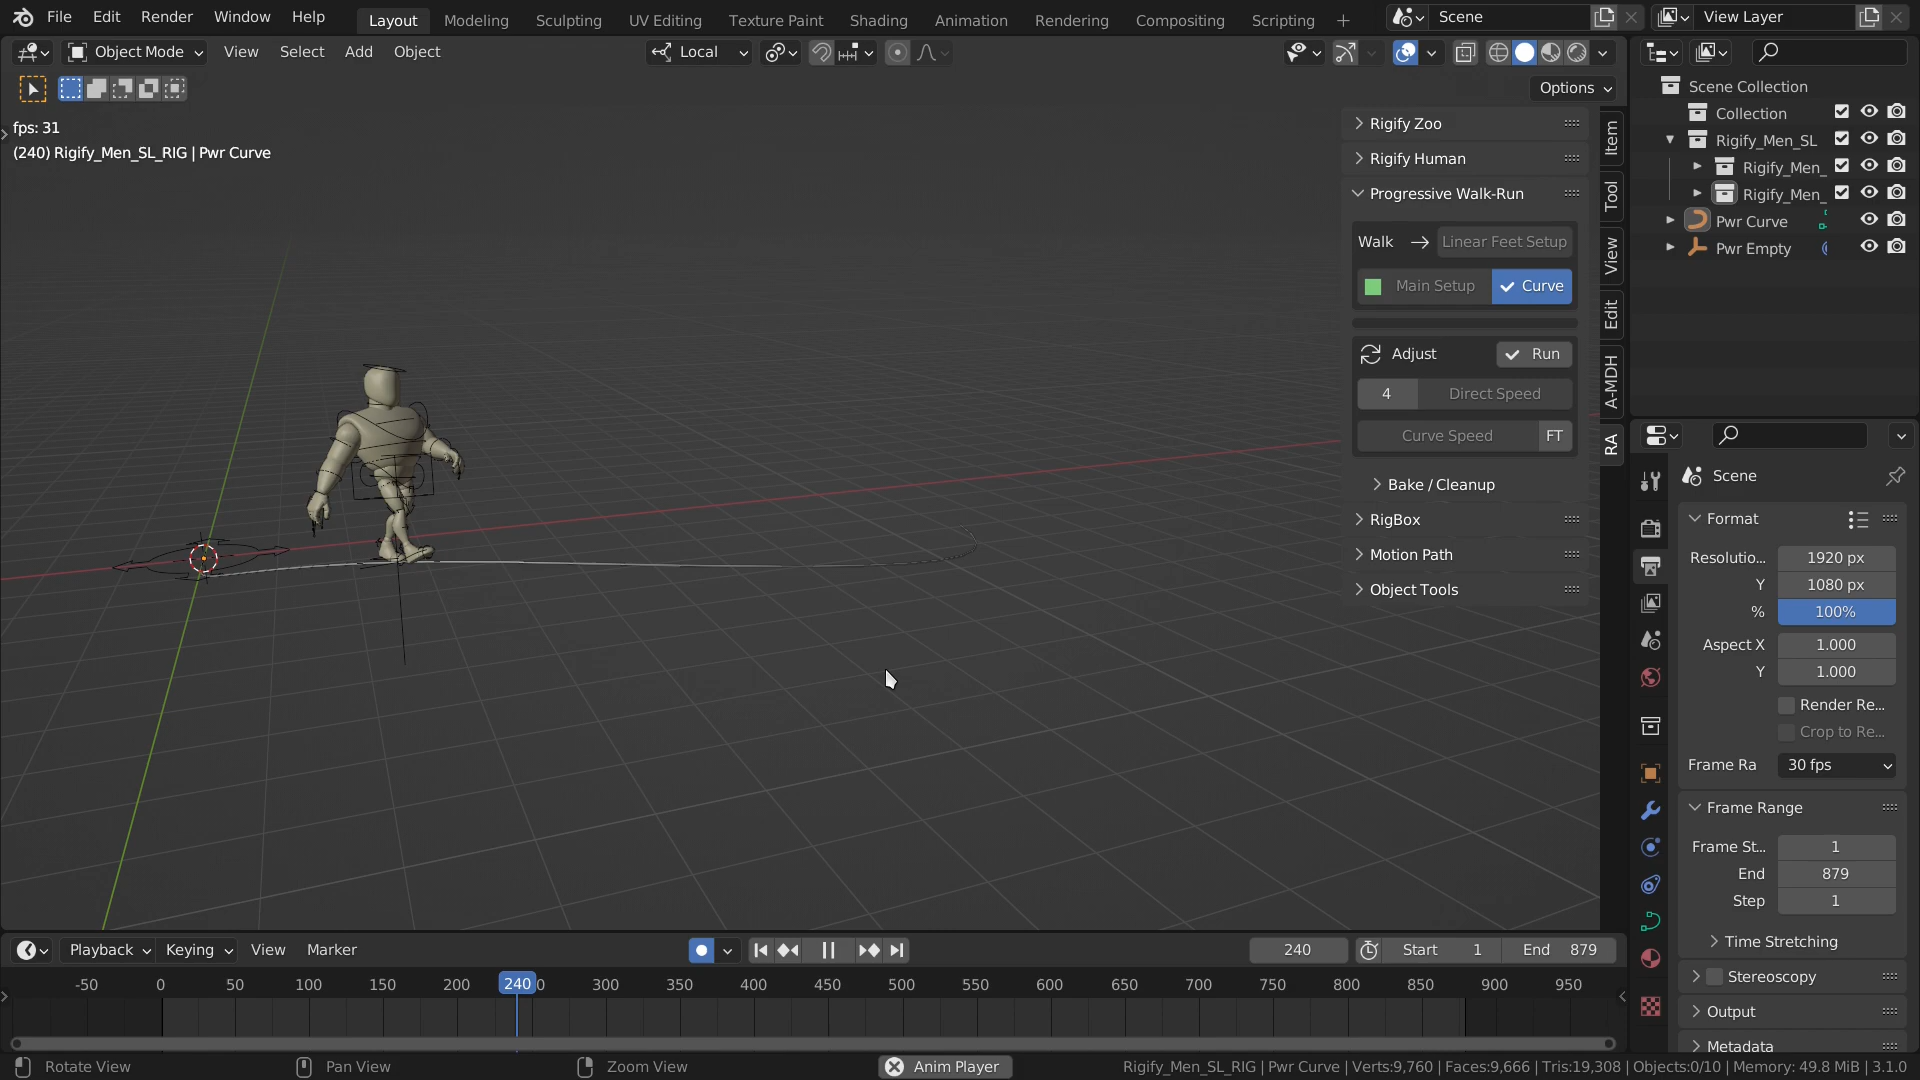 File Edit Render Window Help Layout Modeling Sculpting UV Editing Texture Paint Shading Animation Rendering Compositing Scripting + Scene View Layer
Object Mode View Select Add Object Local
Options
fps: 31
(240) Rigify_Men_SL_RIG | Pwr Curve
Rigify Zoo
Rigify Human
Progressive Walk-Run
Walk → Linear Feet Setup
Main Setup Curve
Adjust Run
4 Direct Speed
Curve Speed FT
Bake / Cleanup
RigBox
Motion Path
Object Tools
Item
Tool
View
Edit
A-MDH
RA
Scene Collection
Collection
Rigify_Men_SL
Rigify_Men_
Rigify_Men_
Pwr Curve
Pwr Empty
Scene
Format
Resolutio... 1920 px
Y 1080 px
% 100%
Aspect X 1.000
Y 1.000
Render Re...
Crop to Re...
Frame Ra 30 fps
Frame Range
Frame St... 1
End 879
Step 1
Time Stretching
Stereoscopy
Output
Metadata
Playback Keying View Marker 240 Start 1 End 879
-50 0 50 100 150 200 240 0 300 350 400 450 500 550 600 650 700 750 800 850 900 950
Rotate View Pan View Zoom View Anim Player Rigify_Men_SL_RIG | Pwr Curve | Verts:9,760 | Faces:9,666 | Tris:19,308 | Objects:0/10 | Memory: 49.8 MiB | 3.1.0